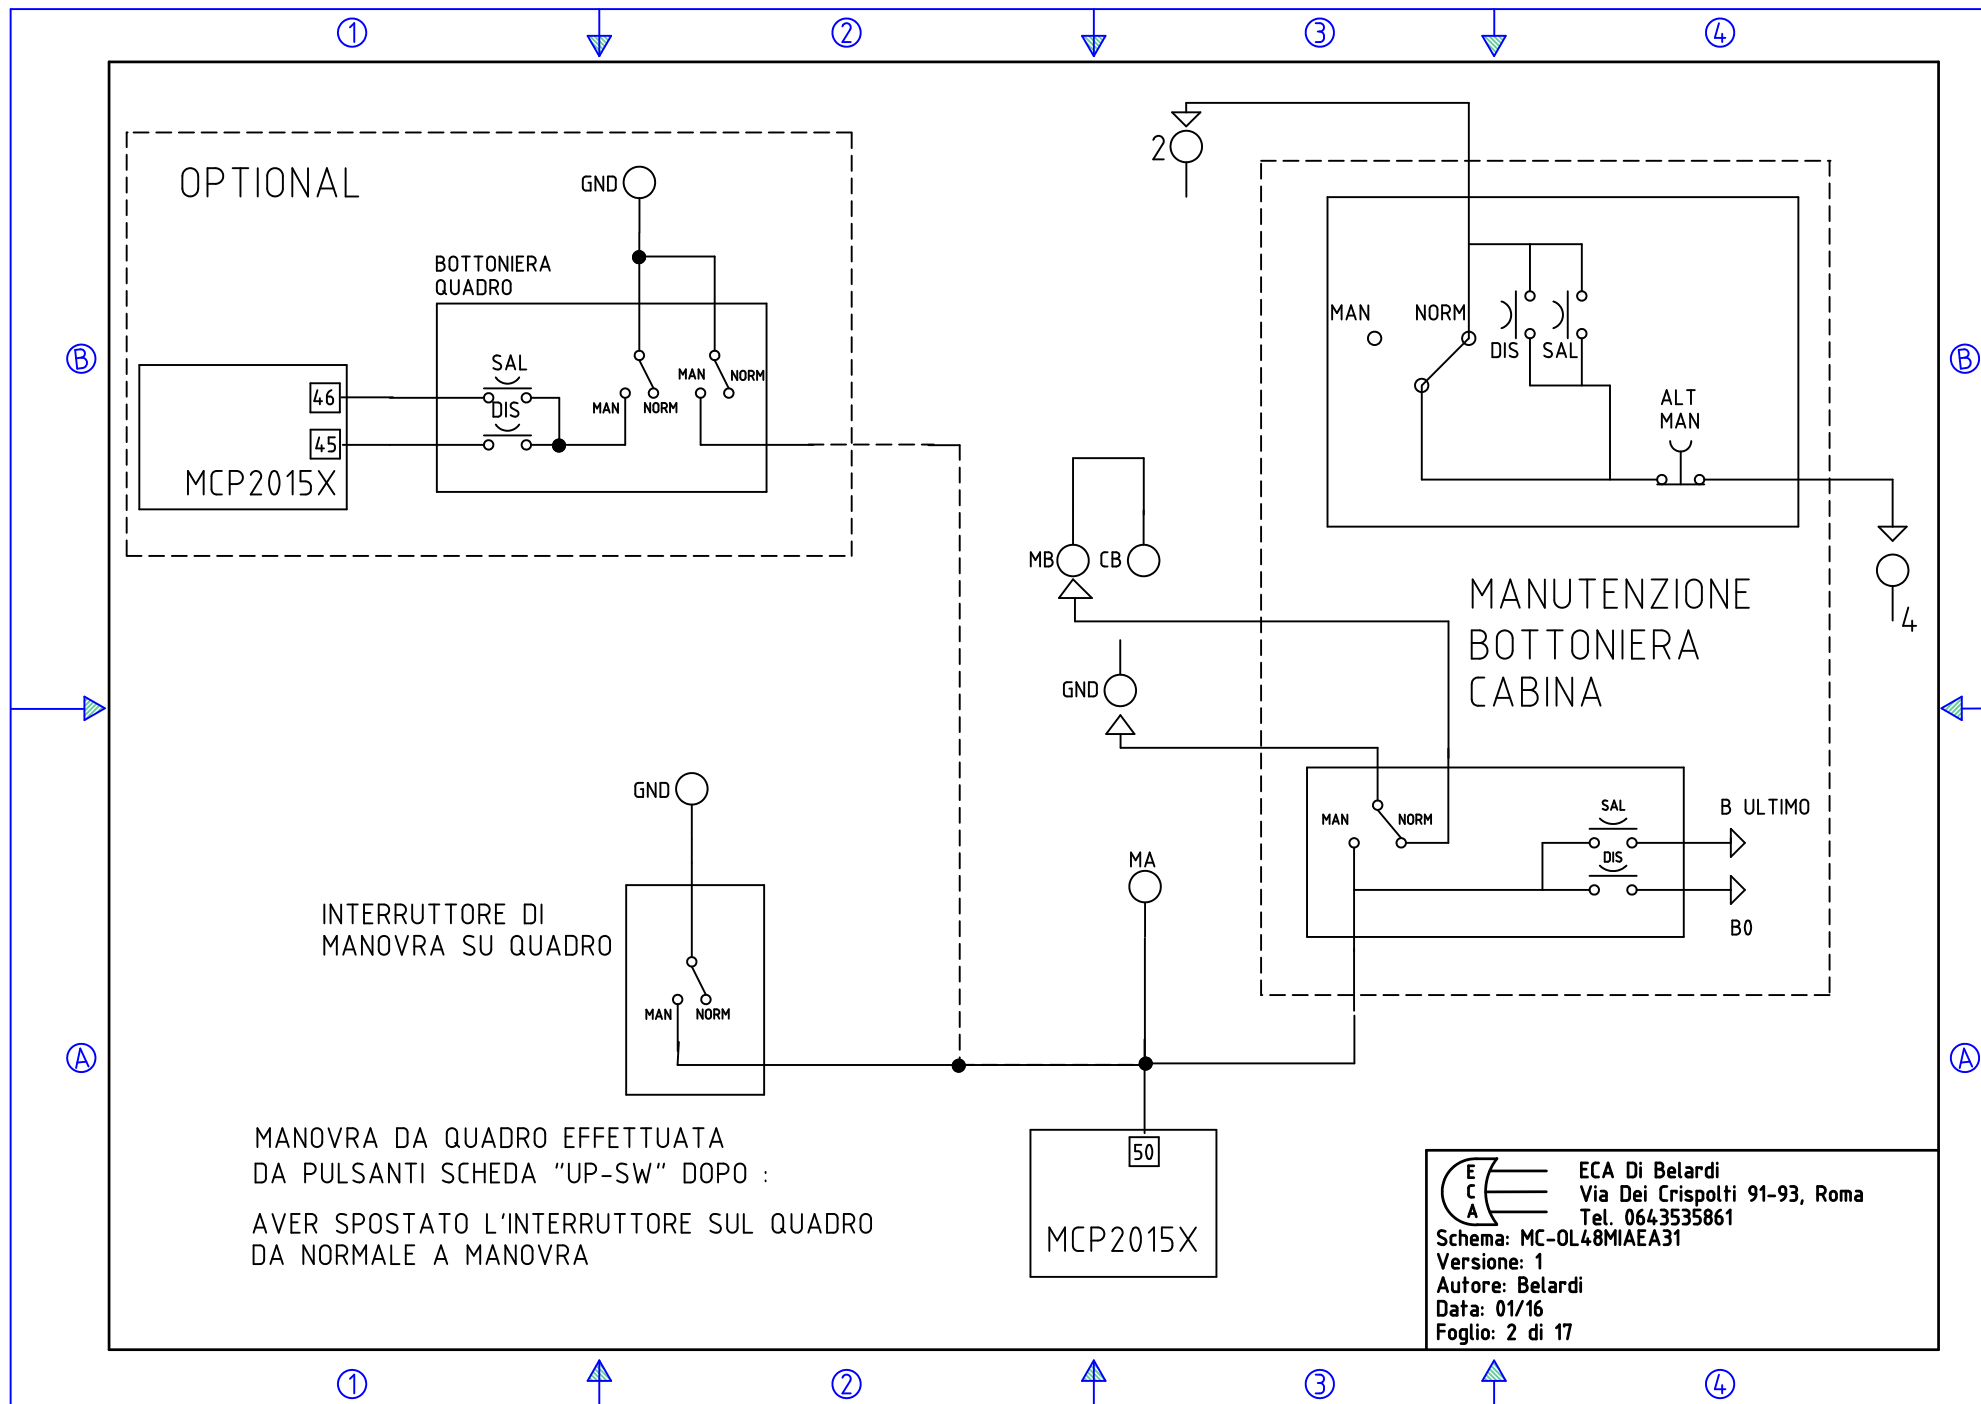 1 2 3 4
OPTIONAL
GND
BOTTONIERA
QUADRO
SAL
DIS
MAN NORM
MAN NORM
46
45
MCP2015X
2
MAN NORM
DIS SAL
ALT
MAN
4
MB CB
GND
MANUTENZIONE
BOTTONIERA
CABINA
B B
GND
INTERRUTTORE DI
MANOVRA SU QUADRO
MAN NORM
MA
MAN NORM
SAL
DIS
B ULTIMO
B0
A A
50
MCP2015X
MANOVRA DA QUADRO EFFETTUATA
DA PULSANTI SCHEDA "UP-SW" DOPO :
AVER SPOSTATO L'INTERRUTTORE SUL QUADRO
DA NORMALE A MANOVRA
E
C
A
ECA Di Belardi
Via Dei Crispolti 91-93, Roma
Tel. 0643535861
Schema: MC-OL48MIAEA31
Versione: 1
Autore: Belardi
Data: 01/16
Foglio: 2 di 17
1 2 3 4